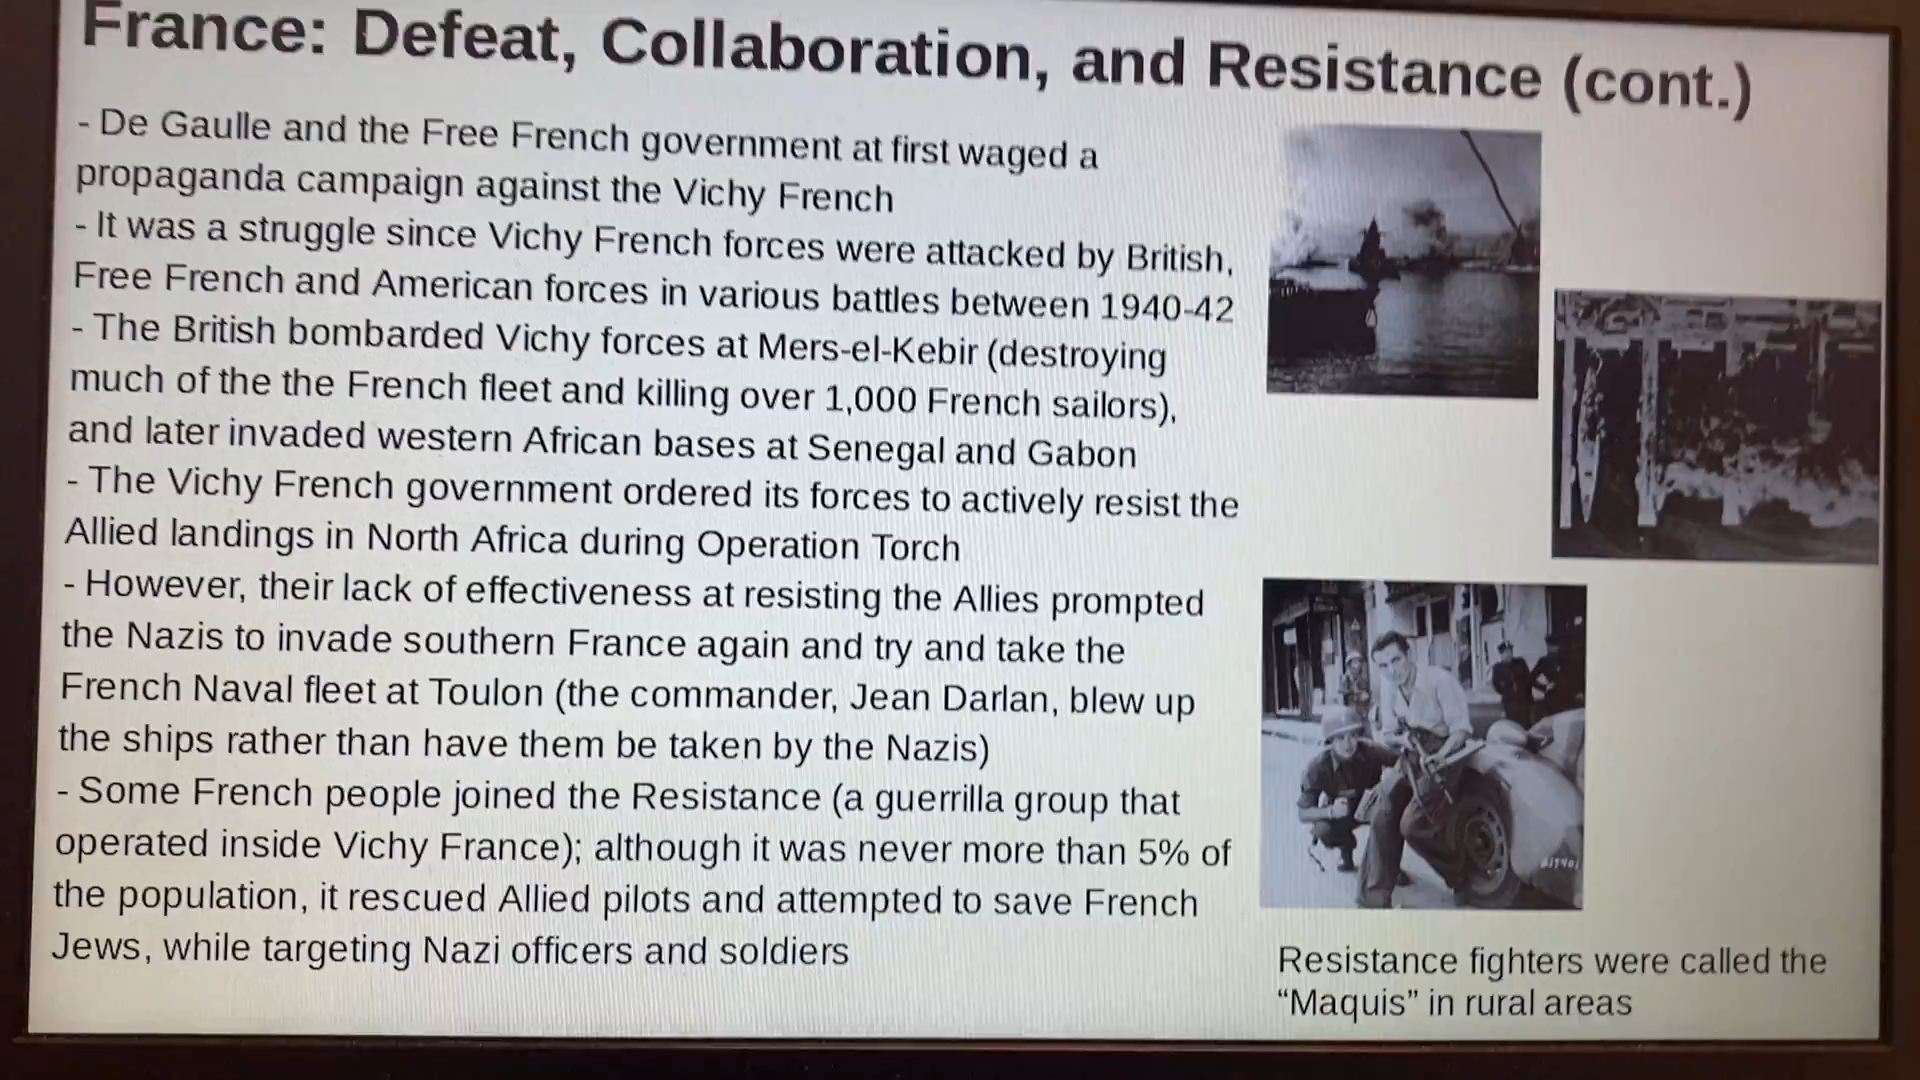 France: Defeat, Collaboration, and Resistance (cont.)
- De Gaulle and the Free French government at first waged a
propaganda campaign against the Vichy French
- It was a struggle since Vichy French forces were attacked by British,
Free French and American forces in various battles between 1940-42
- The British bombarded Vichy forces at Mers-el-Kebir (destroying
much of the the French fleet and killing over 1,000 French sailors),
and later invaded western African bases at Senegal and Gabon
- The Vichy French government ordered its forces to actively resist the
Allied landings in North Africa during Operation Torch
- However, their lack of effectiveness at resisting the Allies prompted
the Nazis to invade southern France again and try and take the
French Naval fleet at Toulon (the commander, Jean Darlan, blew up
the ships rather than have them be taken by the Nazis)
- Some French people joined the Resistance (a guerrilla group that
operated inside Vichy France); although it was never more than 5% of
the population, it rescued Allied pilots and attempted to save French
Jews, while targeting Nazi officers and soldiers
Resistance fighters were called the
“Maquis” in rural areas